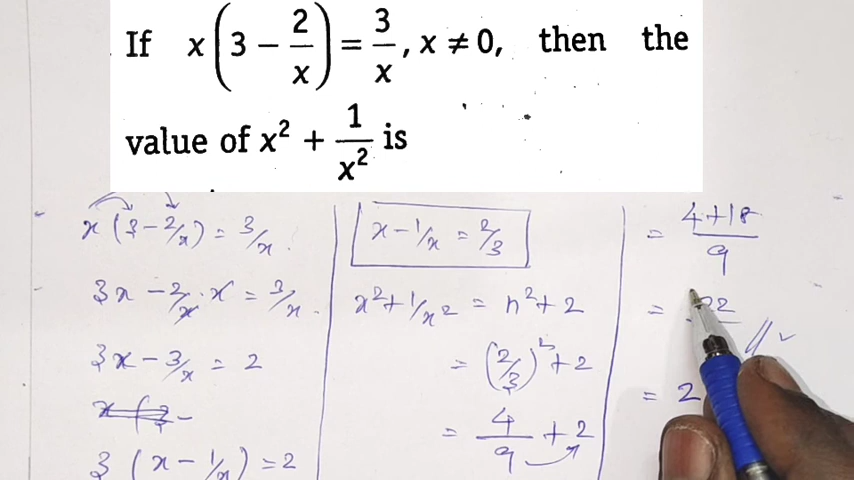 If x(3 − 2/x) = 3/x, x ≠ 0, then the
value of x² + 1/x² is
x(3 − 2/x) = 3/x.
3x − 2/x · x = 3/x.
3x − 3/x = 2
3(x − 1/x) = 2
x − 1/x = 2/3
x² + 1/x² = n² + 2
= (2/3)² + 2
= 4/9 + 2
= 4+18/9
= 22
= 2